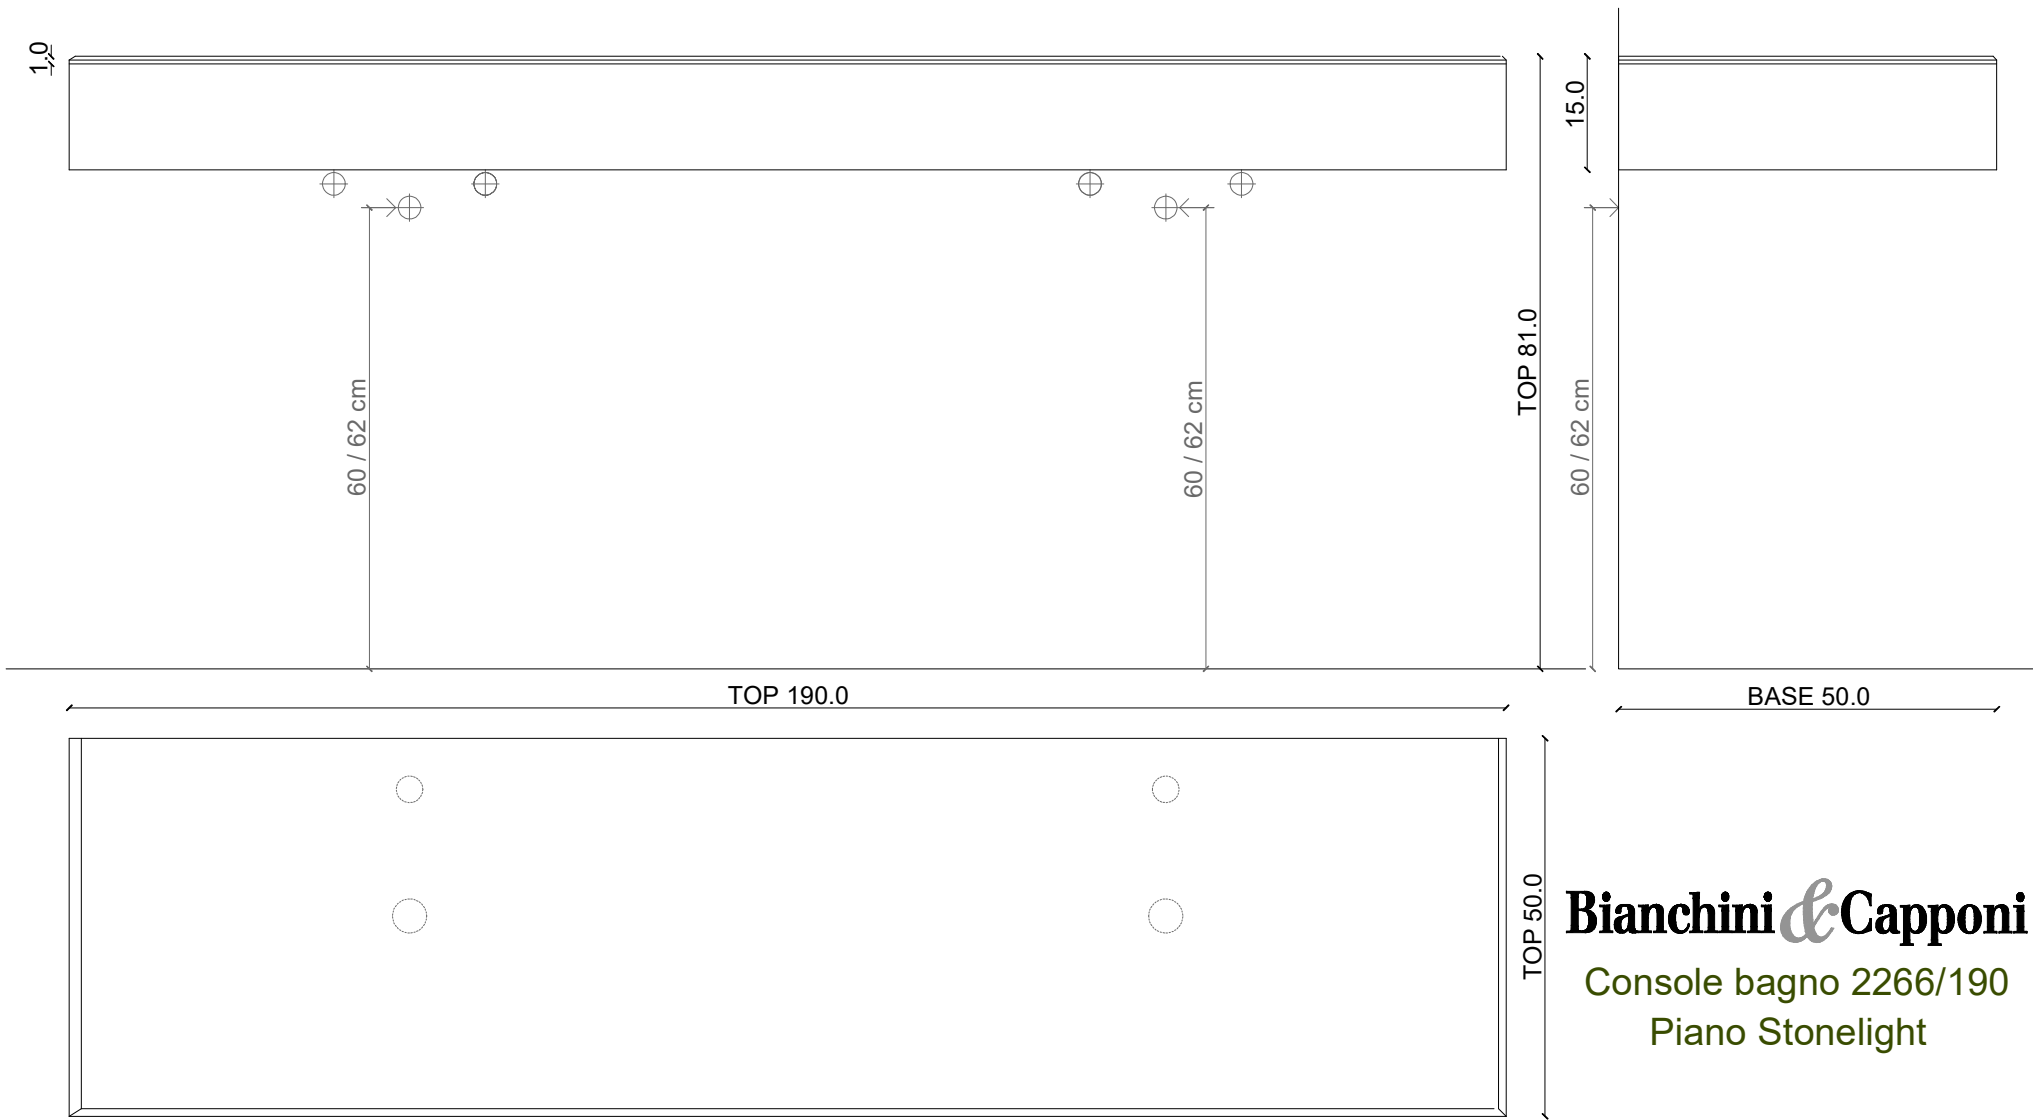 1.0
15.0
TOP 81.0
60 / 62 cm
60 / 62 cm
60 / 62 cm
TOP 190.0
BASE 50.0
TOP 50.0
Bianchini & Capponi
Console bagno 2266/190
Piano Stonelight